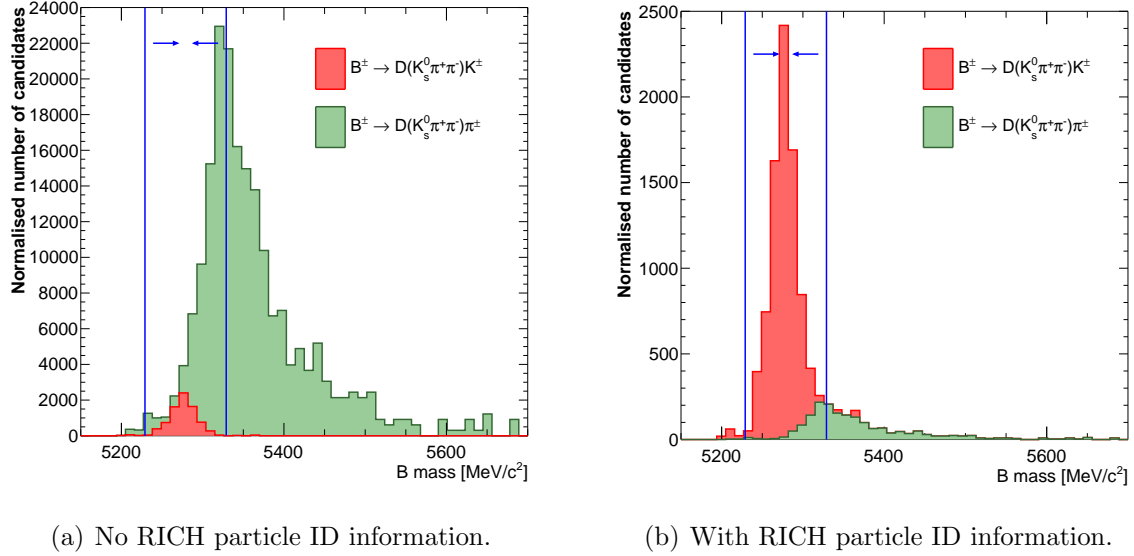 24000
22000
20000
18000
16000
14000
12000
10000
8000
6000
4000
2000
0
Normalised number of candidates
B± → D(K⁰ₛπ⁺π⁻)K±
B± → D(K⁰ₛπ⁺π⁻)π±
5200
5400
5600
B mass [MeV/c²]
(a) No RICH particle ID information.
2500
2000
1500
1000
500
0
Normalised number of candidates
B± → D(K⁰ₛπ⁺π⁻)K±
B± → D(K⁰ₛπ⁺π⁻)π±
5200
5400
5600
B mass [MeV/c²]
(b) With RICH particle ID information.